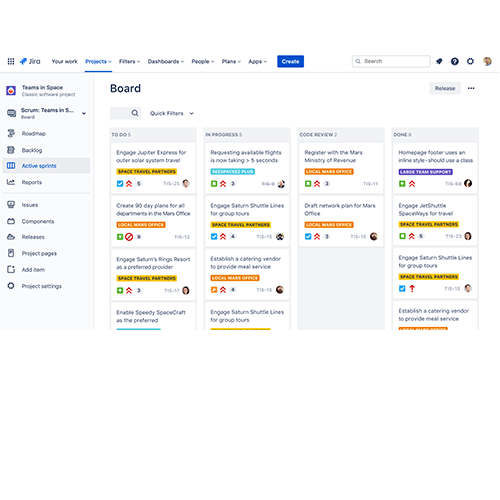 Jira
Your work
Projects
Filters
Dashboards
People
Plans
Apps
Create
Search
Teams in Space
Classic software project
Scrum: Teams in S...
Board
Roadmap
Backlog
Active sprints
Reports
Issues
Components
Releases
Project pages
Add item
Project settings
Board
Release
Quick Filters
TO DO 5
Engage Jupiter Express for
outer solar system travel
SPACE TRAVEL PARTNERS
5
TIS-25
Create 90 day plans for all
departments in the Mars Office
LOCAL MARS OFFICE
9
TIS-12
Engage Saturn's Rings Resort
as a preferred provider
SPACE TRAVEL PARTNERS
3
TIS-17
Enable Speedy SpaceCraft
as the preferred
IN PROGRESS 5
Requesting available flights
is now taking > 5 seconds
SEESPACEEZ PLUS
3
Engage Saturn Shuttle Lines
for group tours
SPACE TRAVEL PARTNERS
4
TIS-15
Establish a catering vendor
to provide meal service
LOCAL MARS OFFICE
4
TIS-15
Engage Saturn Shuttle Lines
for group tours
CODE REVIEW 2
Register with the Mars
Ministry of Revenue
LOCAL MARS OFFICE
3
TIS-11
Draft network plan for Mars
Office
LOCAL MARS OFFICE
3
TIS-15
DONE 8
Homepage footer uses an
inline style-should use a class
LARGE TEAM SUPPORT
TIS-68
Engage JetShuttle
SpaceWays for travel
SPACE TRAVEL PARTNERS
5
TIS-23
Engage Saturn Shuttle Lines
for group tours
SPACE TRAVEL PARTNERS
TIS-15
Establish a catering vendor
to provide meal service
LOCAL MARS OFFICE